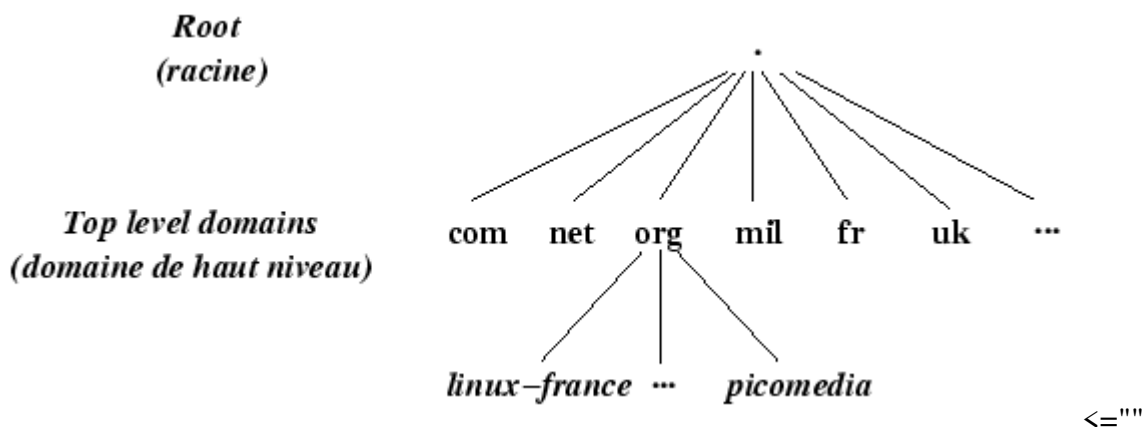 Root
(racine)
.
Top level domains
(domaine de haut niveau)
com net org mil fr uk ...
linux-france ... picomedia
<=""